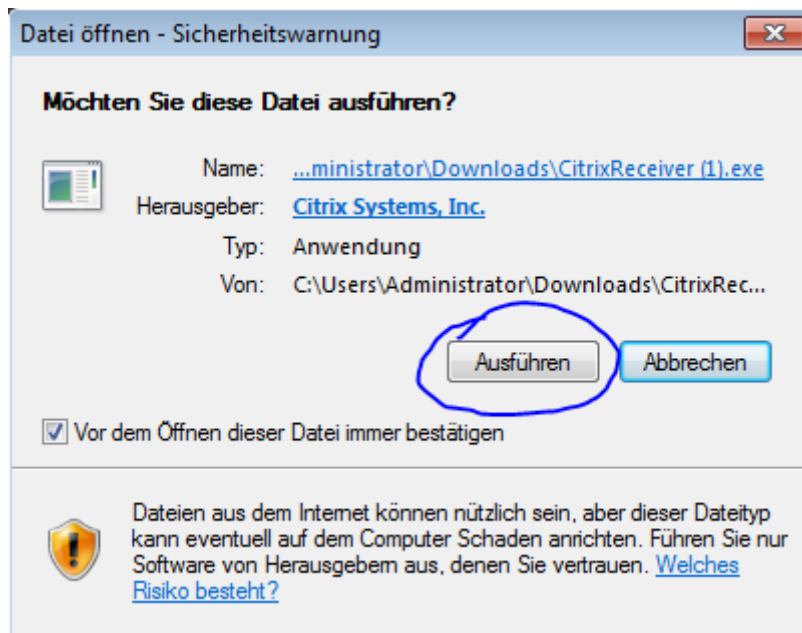 Datei öffnen - Sicherheitswarnung
Möchten Sie diese Datei ausführen?
Name: ...ministrator\Downloads\CitrixReceiver (1).exe
Herausgeber: Citrix Systems, Inc.
Typ: Anwendung
Von: C:\Users\Administrator\Downloads\CitrixRec...
Ausführen Abbrechen
Vor dem Öffnen dieser Datei immer bestätigen
Dateien aus dem Internet können nützlich sein, aber dieser Dateityp
kann eventuell auf dem Computer Schaden anrichten. Führen Sie nur
Software von Herausgebern aus, denen Sie vertrauen. Welches
Risiko besteht?